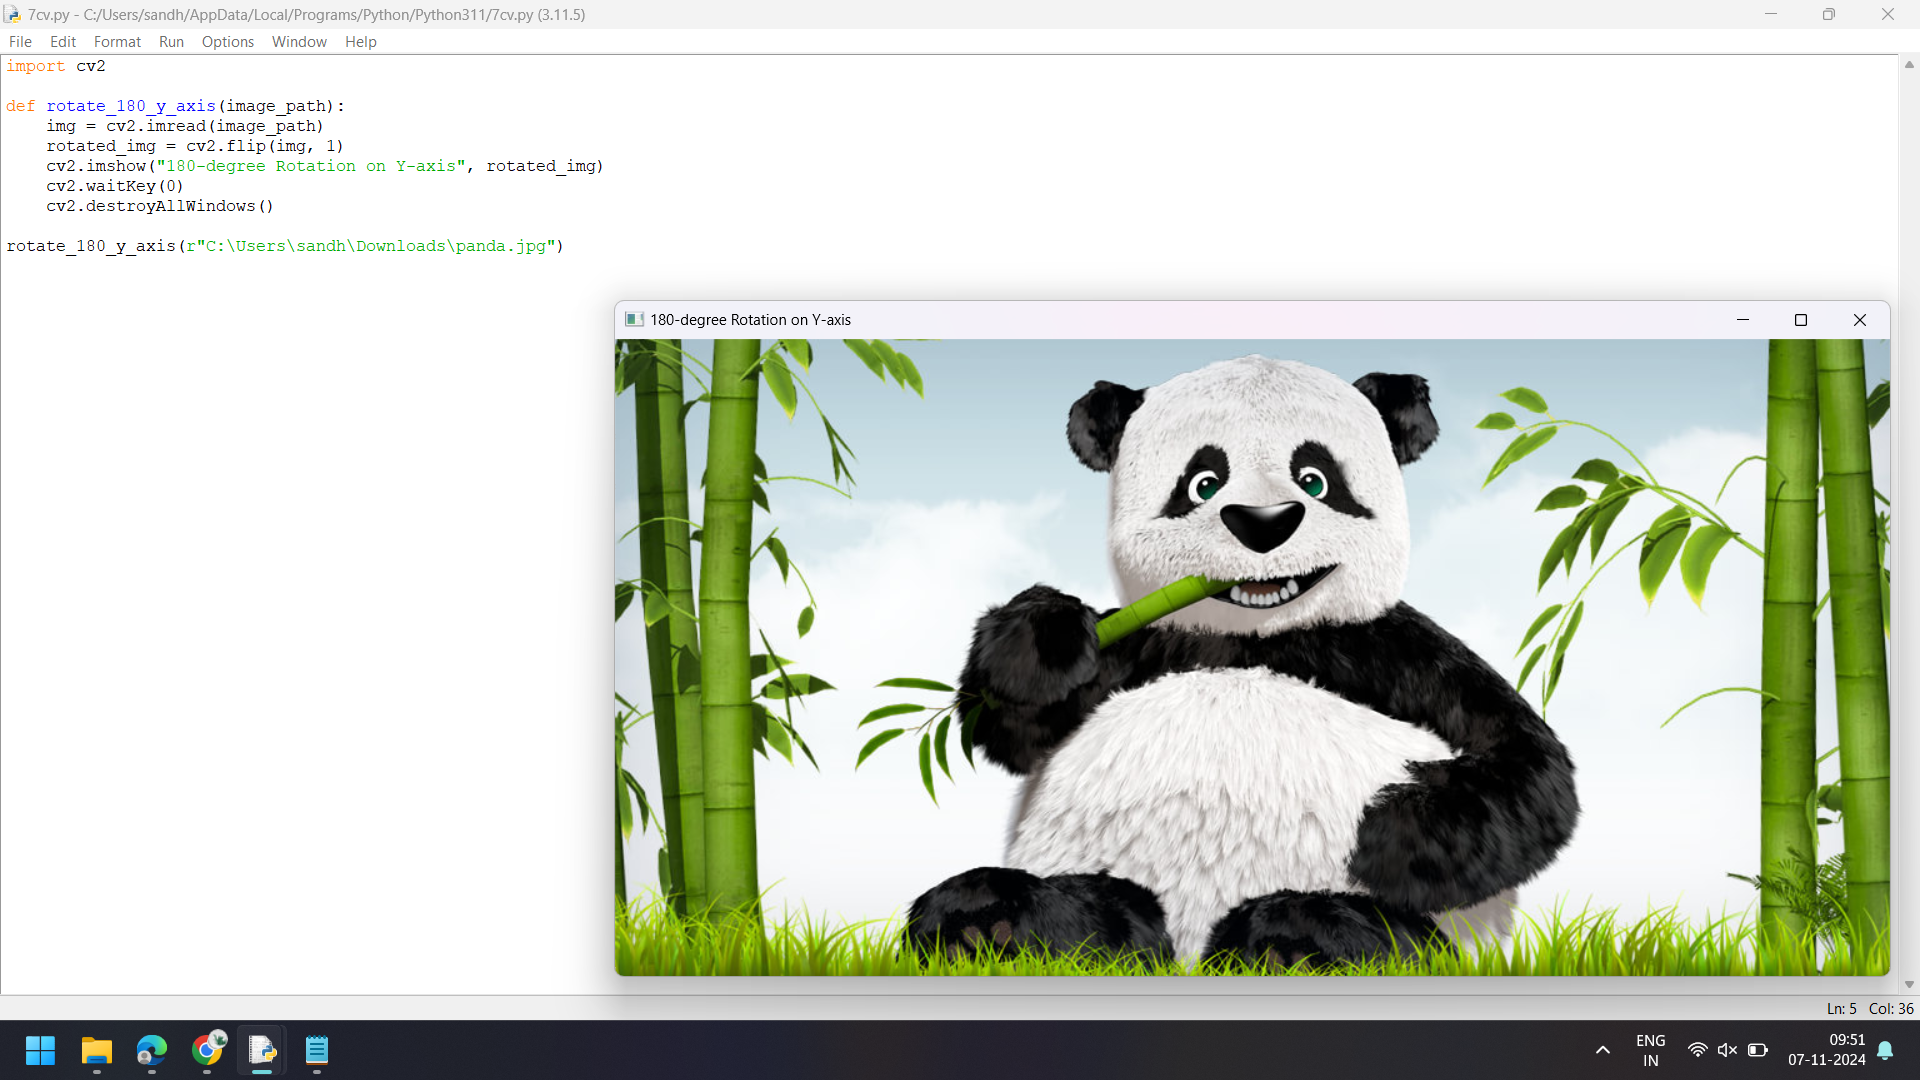 7cv.py - C:/Users/sandh/AppData/Local/Programs/Python/Python311/7cv.py (3.11.5)
File Edit Format Run Options Window Help
import cv2
def rotate_180_y_axis(image_path):
    img = cv2.imread(image_path)
    rotated_img = cv2.flip(img, 1)
    cv2.imshow("180-degree Rotation on Y-axis", rotated_img)
    cv2.waitKey(0)
    cv2.destroyAllWindows()
rotate_180_y_axis(r"C:\Users\sandh\Downloads\panda.jpg")
180-degree Rotation on Y-axis
Ln: 5 Col: 36
ENG
IN
09:51
07-11-2024